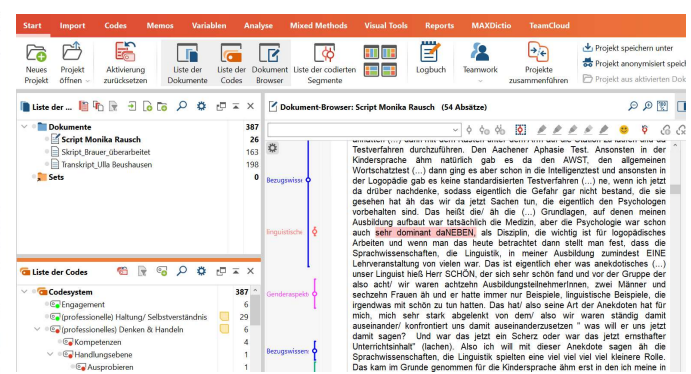 Start Import Codes Memos Variablen Analyse Mixed Methods Visual Tools Reports MAXDictio TeamCloud
Neues Projekt
Projekt öffnen
Aktivierung zurücksetzen
Liste der Dokumente
Liste der Codes
Dokument Browser
Liste der codierten Segmente
Logbuch
Teamwork
Projekte zusammenführen
Projekt speichern unter
Projekt anonymisiert speich
Projekt aus aktivierten Dok
Liste der ...
Dokumente 387
Script Monika Rausch 26
Skript_Brauer_überarbeitet 163
Transkript_Ulla Beushausen 198
Sets 0
Liste der Codes
Codesystem 387
Engagement 6
(professionelle) Haltung/ Selbstverständnis 29
(professionelles) Denken & Handeln 6
Kompetenzen 4
Handlungsebene 1
Ausprobieren 1
Dokument-Browser: Script Monika Rausch (54 Absätze)
Bezugswisse
linguistische
Genderaspekt
Bezugswissen
Testverfahren durchzuführen. Den Aachener Aphasie Test. Ansonsten in der
Kindersprache ähm natürlich gab es da den AWST, den allgemeinen
Wortschatztest (...) dann ging es aber schon in die Intelligenztest und ansonsten in
der Logopädie gab es keine standardisierten Testverfahren (...) ne, wenn ich jetzt
da drüber nachdenke, sodass eigentlich die Gefahr gar nicht bestand, die sie
gesehen hat äh das wir da jetzt Sachen tun, die eigentlich den Psychologen
vorbehalten sind. Das heißt die/ äh die (...) Grundlagen, auf denen meinen
Ausbildung aufbaut war tatsächlich die Medizin, aber die Psychologie war schon
auch sehr dominant daNEBEN, als Disziplin, die wichtig ist für logopädisches
Arbeiten und wenn man das heute betrachtet dann stellt man fest, dass die
Sprachwissenschaften, die Linguistik, in meiner Ausbildung zumindest EINE
Lehrveranstaltung von vielen war. Das ist eigentlich eher was anekdotisches (...)
unser Linguist hieß Herr SCHÖN, der sich sehr schön fand und vor der Gruppe der
also acht/ wir waren achtzehn AusbildungsteilnehmerInnen, zwei Männer und
sechzehn Frauen äh und er hatte immer nur Beispiele, linguistische Beispiele, die
irgendwas mit schön zu tun hatten. Das hat/ also seine Art der Anekdoten hat für
mich, mich sehr stark abgelenkt von dem/ also wir waren ständig damit
auseinander/ konfrontiert uns damit auseinanderzusetzen " was will er uns jetzt
damit sagen? Und war das jetzt ein Scherz oder war das jetzt ernsthafter
Unterrichtsinhalt" (lachen). Also ich will mit dieser Anekdote sagen äh die
Sprachwissenschaften, die Linguistik spielten eine viel viel viel viel kleinere Rolle.
Das kam im Grunde genommen für die Kindersprache ähm erst in den ich meine in